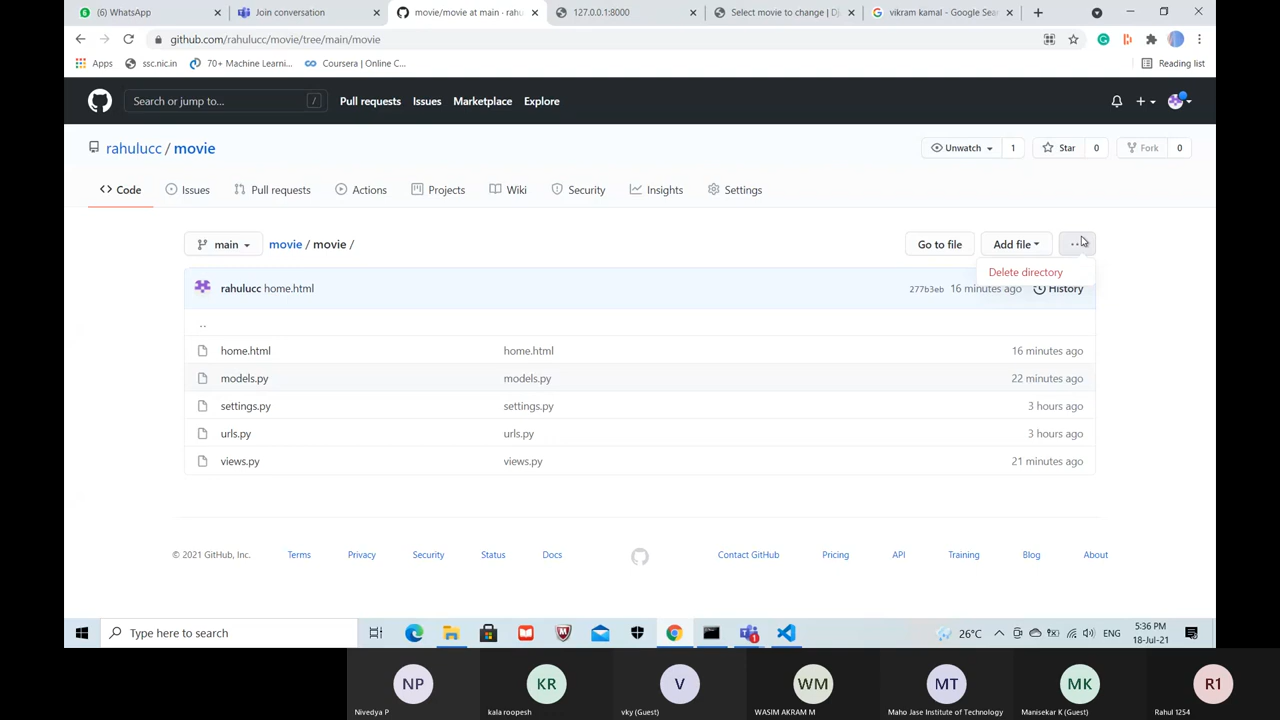 (6) WhatsApp
Join conversation
movie/movie at main · rahu
127.0.0.1:8000
Select movie to change | Dj
vikram kamal - Google Sear
github.com/rahulucc/movie/tree/main/movie
Apps
ssc.nic.in
70+ Machine Learni...
Coursera | Online C...
Reading list
Search or jump to...
/
Pull requests
Issues
Marketplace
Explore
rahulucc / movie
Unwatch
1
Star
0
Fork
0
Code
Issues
Pull requests
Actions
Projects
Wiki
Security
Insights
Settings
main
movie / movie /
Go to file
Add file
Delete directory
rahulucc home.html
277b3eb
16 minutes ago
History
..
home.html
home.html
16 minutes ago
models.py
models.py
22 minutes ago
settings.py
settings.py
3 hours ago
urls.py
urls.py
3 hours ago
views.py
views.py
21 minutes ago
© 2021 GitHub, Inc.
Terms
Privacy
Security
Status
Docs
Contact GitHub
Pricing
API
Training
Blog
About
Type here to search
26°C
ENG
5:36 PM
18-Jul-21
NP
KR
V
WM
MT
MK
R1
Nivedya P
kala roopesh
vky (Guest)
WASIM AKRAM M
Maho Jase Institute of Technology
Manisekar K (Guest)
Rahul 1254